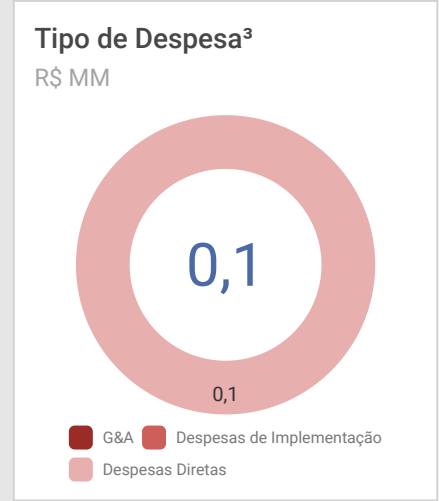 Tipo de Despesa³
R$ MM
0,1
0,1
G&A Despesas de Implementação
Despesas Diretas